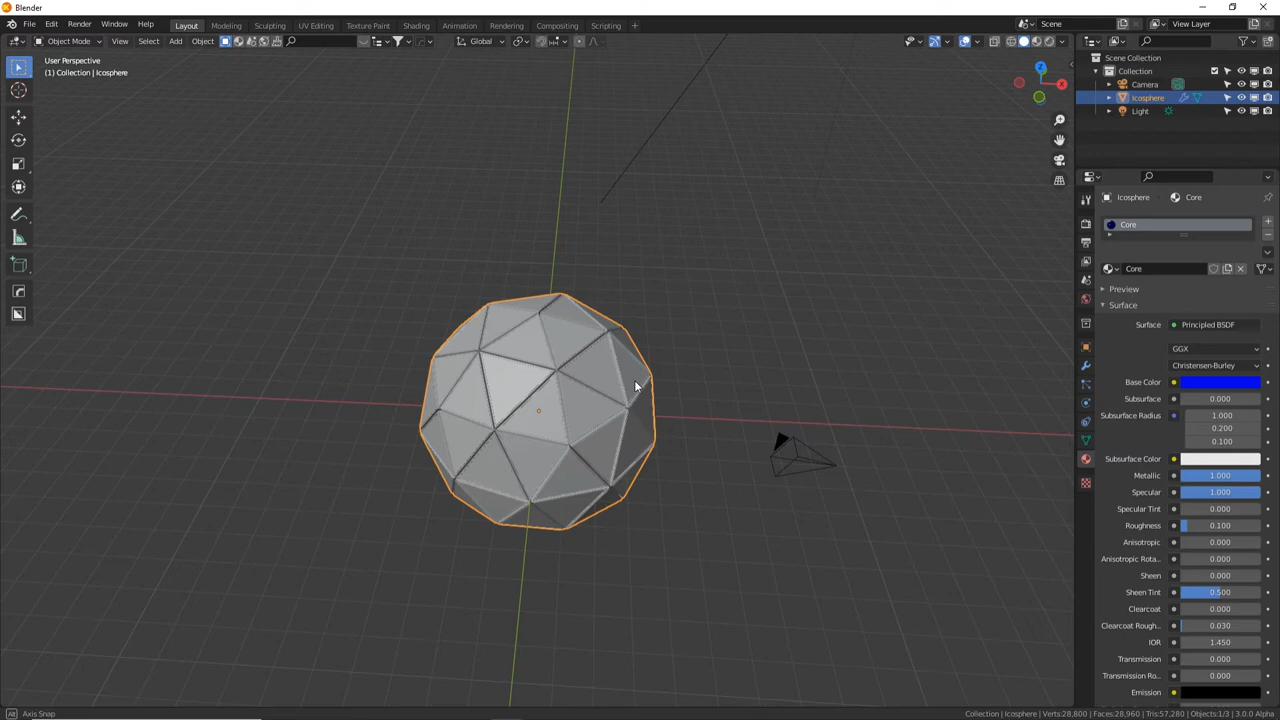 Blender
File Edit Render Window Help Layout Modeling Sculpting UV Editing Texture Paint Shading Animation Rendering Compositing Scripting + Scene View Layer
Object Mode View Select Add Object Global
User Perspective
(1) Collection | Icosphere
Z
X
Scene Collection
Collection
Camera
Icosphere
Light
Icosphere Core
Core
Core
Preview
Surface
Surface Principled BSDF
GGX
Christensen-Burley
Base Color
Subsurface 0.000
Subsurface Radius 1.000
0.200
0.100
Subsurface Color
Metallic 1.000
Specular 1.000
Specular Tint 0.000
Roughness 0.100
Anisotropic 0.000
Anisotropic Rota... 0.000
Sheen 0.000
Sheen Tint 0.500
Clearcoat 0.000
Clearcoat Rough... 0.030
IOR 1.450
Transmission 0.000
Transmission Ro... 0.000
Emission
Alt Axis Snap
Collection | Icosphere | Verts:28,800 | Faces:28,960 | Tris:57,280 | Objects:1/3 | 3.0.0 Alpha